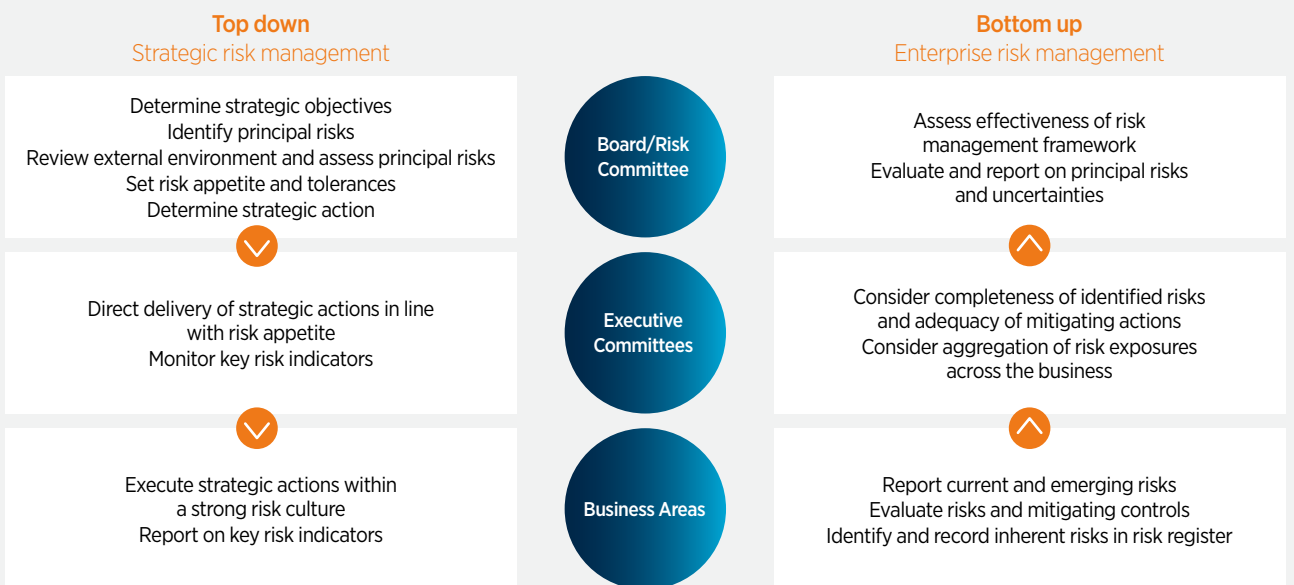 Top down
Strategic risk management
Bottom up
Enterprise risk management
Determine strategic objectives
Identify principal risks
Review external environment and assess principal risks
Set risk appetite and tolerances
Determine strategic action
Board/Risk
Committee
Assess effectiveness of risk
management framework
Evaluate and report on principal risks
and uncertainties
Direct delivery of strategic actions in line
with risk appetite
Monitor key risk indicators
Executive
Committees
Consider completeness of identified risks
and adequacy of mitigating actions
Consider aggregation of risk exposures
across the business
Execute strategic actions within
a strong risk culture
Report on key risk indicators
Business Areas
Report current and emerging risks
Evaluate risks and mitigating controls
Identify and record inherent risks in risk register